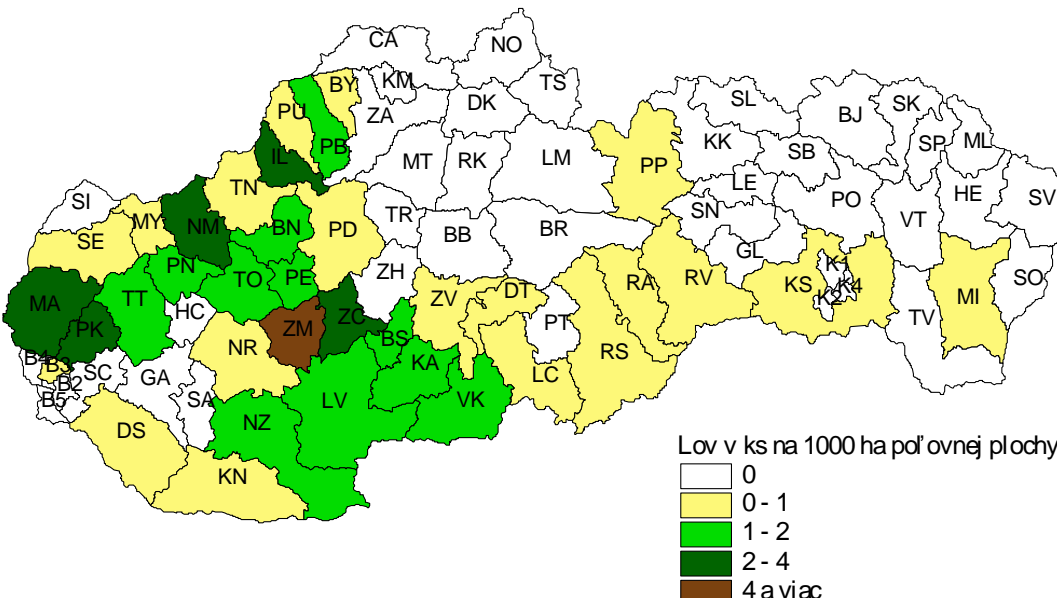 CA
NO
BY
KM
TS
PU
ZA
DK
SL
BJ
SK
PB
KK
SP
ML
IL
MT
RK
LM
PP
SB
TN
LE
HE
SV
SI
MY
NM
BN
PD
TR
BB
BR
SN
PO
VT
SE
PN
TO
PE
ZH
GL
K1
SO
MA
TT
HC
ZM
ZC
ZV
DT
RA
RV
KS
K4
K2
MI
PK
NR
BS
PT
TV
B4
B3
B2
B5
SC
GA
SA
KA
LC
RS
DS
NZ
LV
VK
KN
Lov v ks na 1000 ha poľovnej plochy
0
0 - 1
1 - 2
2 - 4
4 a viac